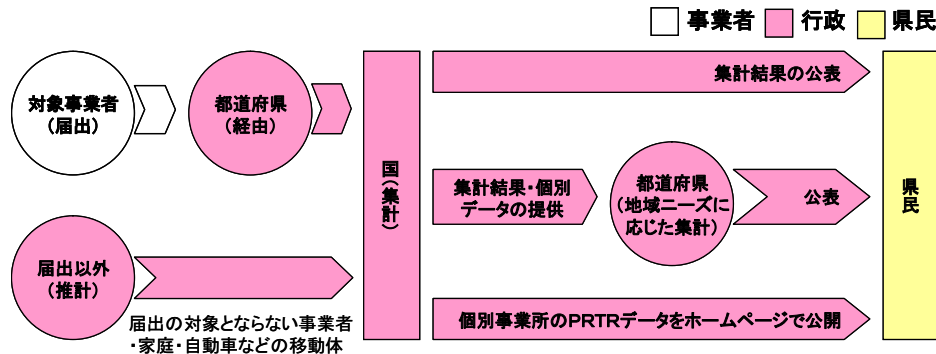 事業者 行政 県民
対象事業者
(届出)
都道府県
(経由)
国(集計)
集計結果の公表
集計結果・個別
データの提供
都道府県
(地域ニーズに
応じた集計)
公表
県民
届出以外
(推計)
届出の対象とならない事業者
・家庭・自動車などの移動体
個別事業所のPRTRデータをホームページで公開